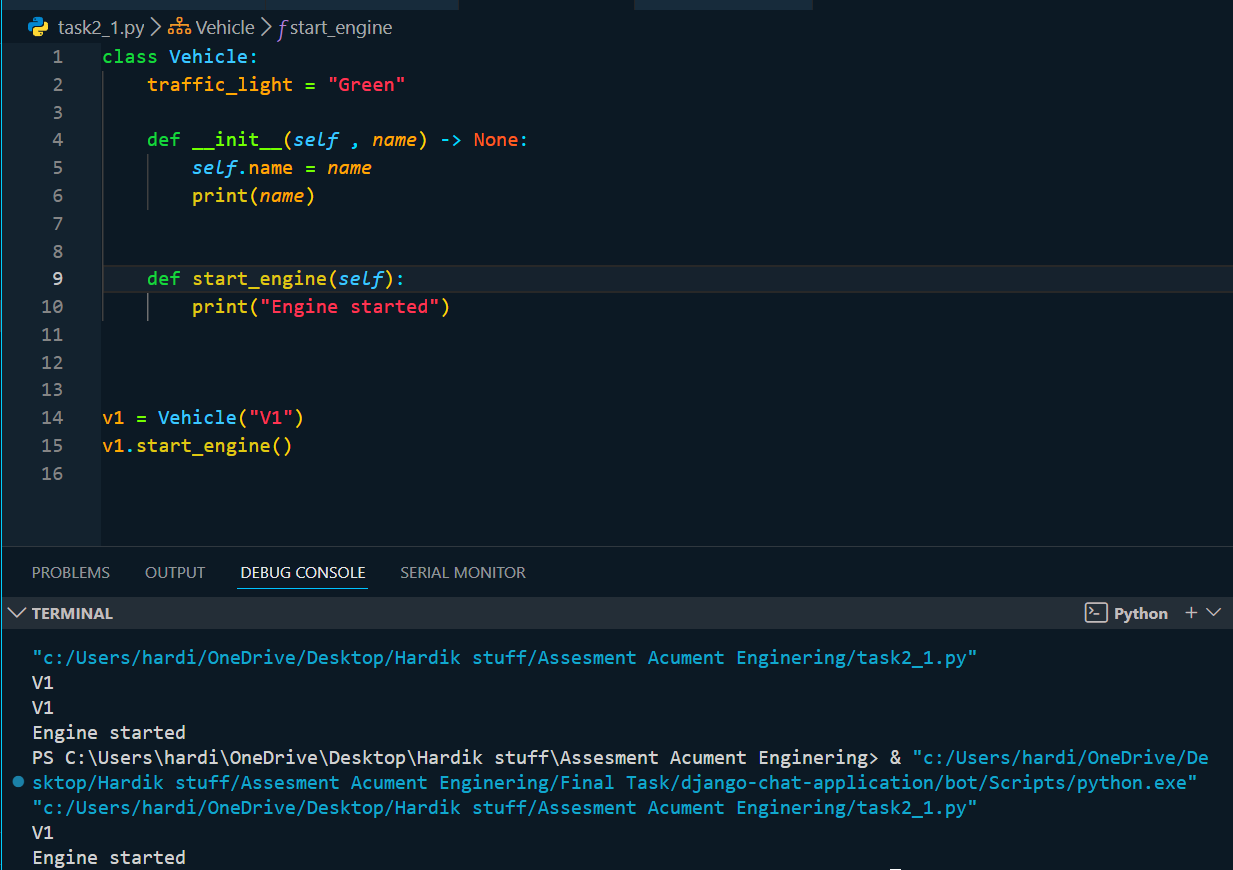 task2_1.py > Vehicle > start_engine
1 class Vehicle:
2     traffic_light = "Green"
3
4     def __init__(self , name) -> None:
5         self.name = name
6         print(name)
7
8
9     def start_engine(self):
10         print("Engine started")
11
12
13
14 v1 = Vehicle("V1")
15 v1.start_engine()
16
PROBLEMS OUTPUT DEBUG CONSOLE SERIAL MONITOR
TERMINAL Python
"c:/Users/hardi/OneDrive/Desktop/Hardik stuff/Assesment Acument Enginering/task2_1.py"
V1
V1
Engine started
PS C:\Users\hardi\OneDrive\Desktop\Hardik stuff\Assesment Acument Enginering> & "c:/Users/hardi/OneDrive/De
sktop/Hardik stuff/Assesment Acument Enginering/Final Task/django-chat-application/bot/Scripts/python.exe"
"c:/Users/hardi/OneDrive/Desktop/Hardik stuff/Assesment Acument Enginering/task2_1.py"
V1
Engine started